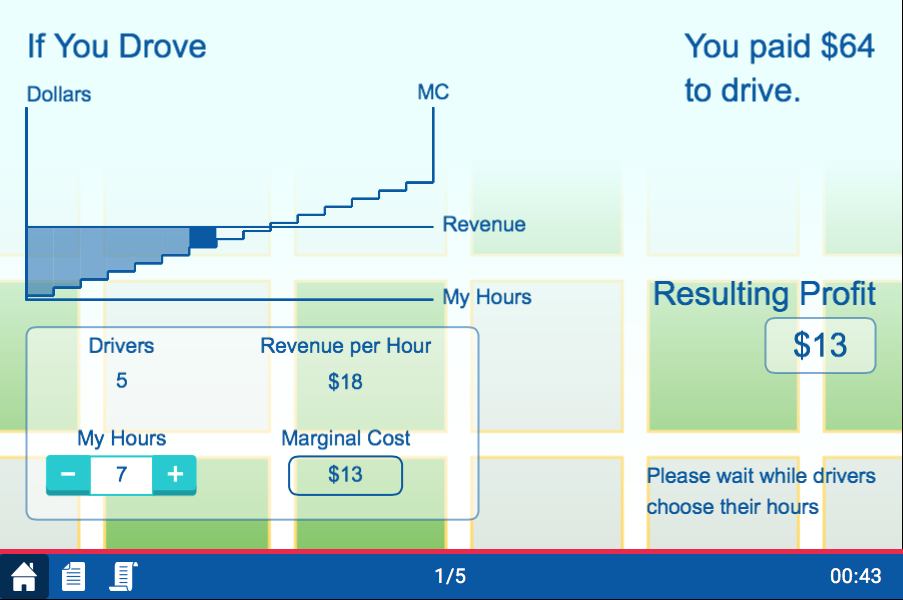 If You Drove
You paid $64
to drive.
Dollars
MC
Revenue
My Hours
Resulting Profit
$13
Drivers
Revenue per Hour
5
$18
My Hours
Marginal Cost
− 7 +
$13
Please wait while drivers
choose their hours
1/5
00:43